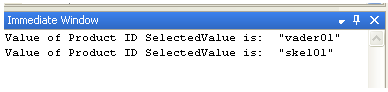 Immediate Window
Value of Product ID SelectedValue is:  "vader01"
Value of Product ID SelectedValue is:  "skel01"